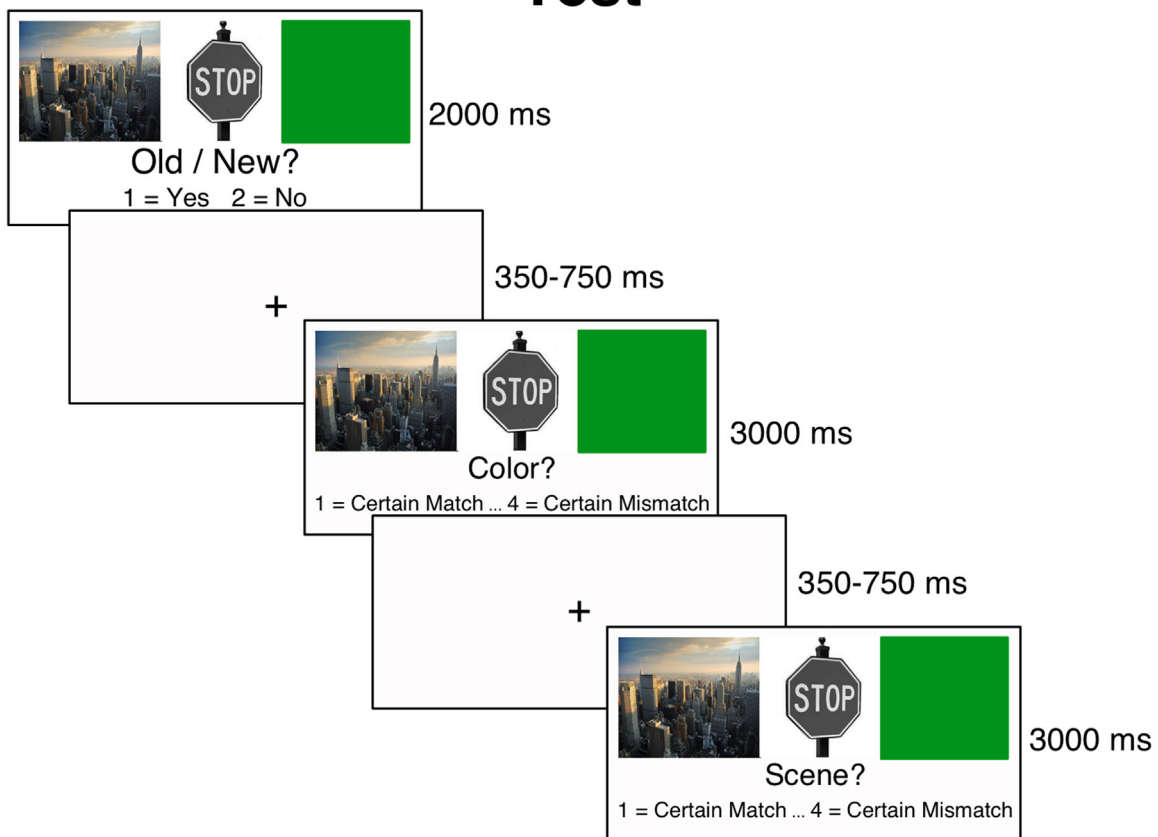 Test
STOP
Old / New?
1 = Yes 2 = No
2000 ms
+
350-750 ms
STOP
Color?
1 = Certain Match ... 4 = Certain Mismatch
3000 ms
+
350-750 ms
STOP
Scene?
1 = Certain Match ... 4 = Certain Mismatch
3000 ms